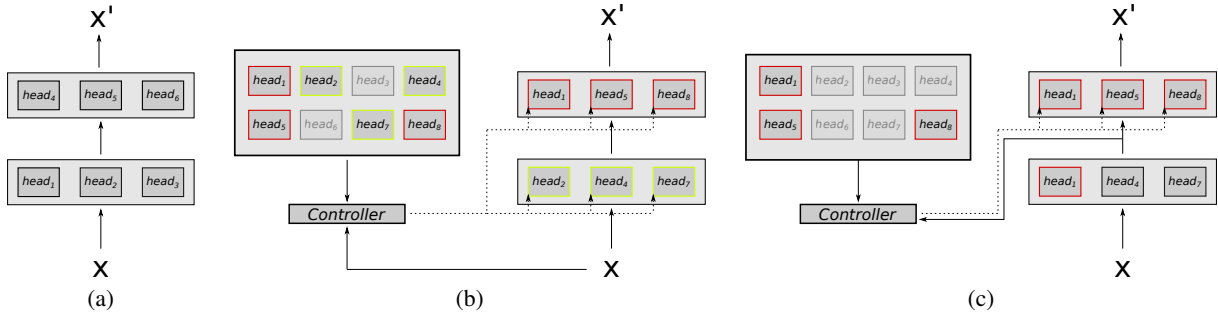 x'
head4 head5 head6
head1 head2 head3
x
(a)
head1 head2 head3 head4
head5 head6 head7 head8
Controller
x'
head1 head5 head8
head2 head4 head7
x
(b)
head1 head2 head3 head4
head5 head6 head7 head8
Controller
x'
head1 head5 head8
head1 head4 head7
x
(c)